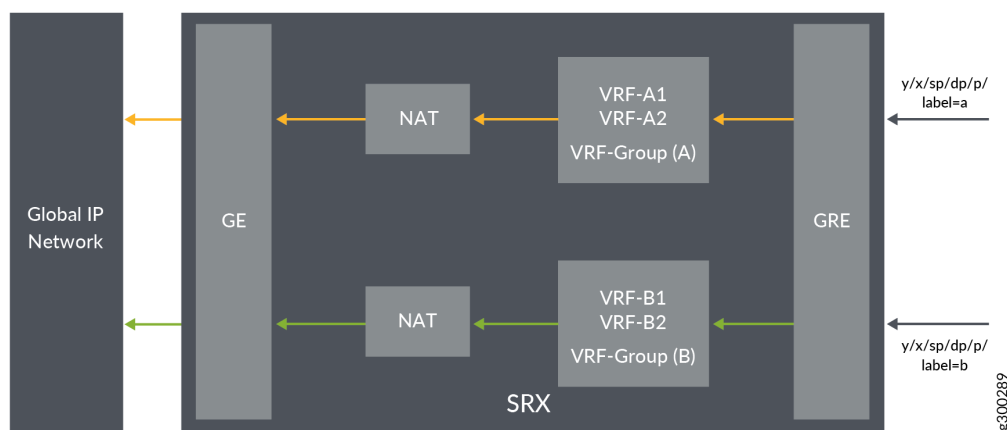 y/x/sp/dp/p/
label=a
VRF-A1
VRF-A2
VRF-Group (A)
NAT
Global IP
Network
GE
GRE
VRF-B1
VRF-B2
VRF-Group (B)
NAT
y/x/sp/dp/p/
label=b
SRX
g300289